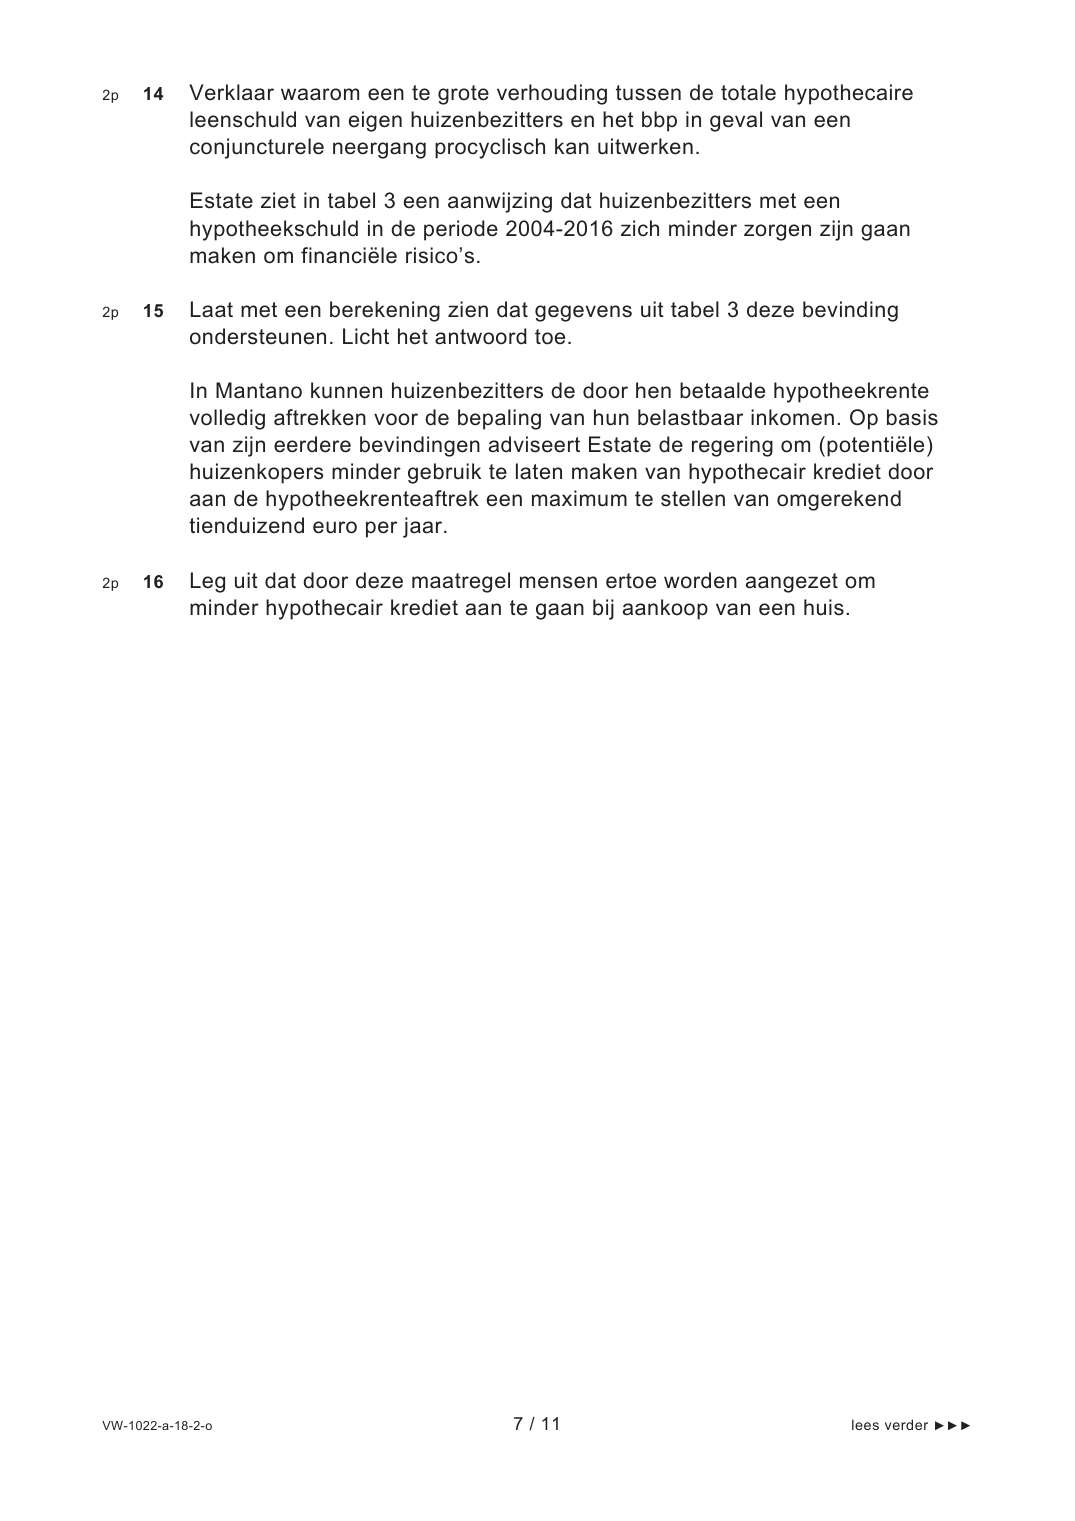 2p 14 Verklaar waarom een te grote verhouding tussen de totale hypothecaire
leenschuld van eigen huizenbezitters en het bbp in geval van een
conjuncturele neergang procyclisch kan uitwerken.
Estate ziet in tabel 3 een aanwijzing dat huizenbezitters met een
hypotheekschuld in de periode 2004-2016 zich minder zorgen zijn gaan
maken om financiële risico’s.
2p 15 Laat met een berekening zien dat gegevens uit tabel 3 deze bevinding
ondersteunen. Licht het antwoord toe.
In Mantano kunnen huizenbezitters de door hen betaalde hypotheekrente
volledig aftrekken voor de bepaling van hun belastbaar inkomen. Op basis
van zijn eerdere bevindingen adviseert Estate de regering om (potentiële)
huizenkopers minder gebruik te laten maken van hypothecair krediet door
aan de hypotheekrenteaftrek een maximum te stellen van omgerekend
tienduizend euro per jaar.
2p 16 Leg uit dat door deze maatregel mensen ertoe worden aangezet om
minder hypothecair krediet aan te gaan bij aankoop van een huis.
VW-1022-a-18-2-o 7 / 11 lees verder ►►►